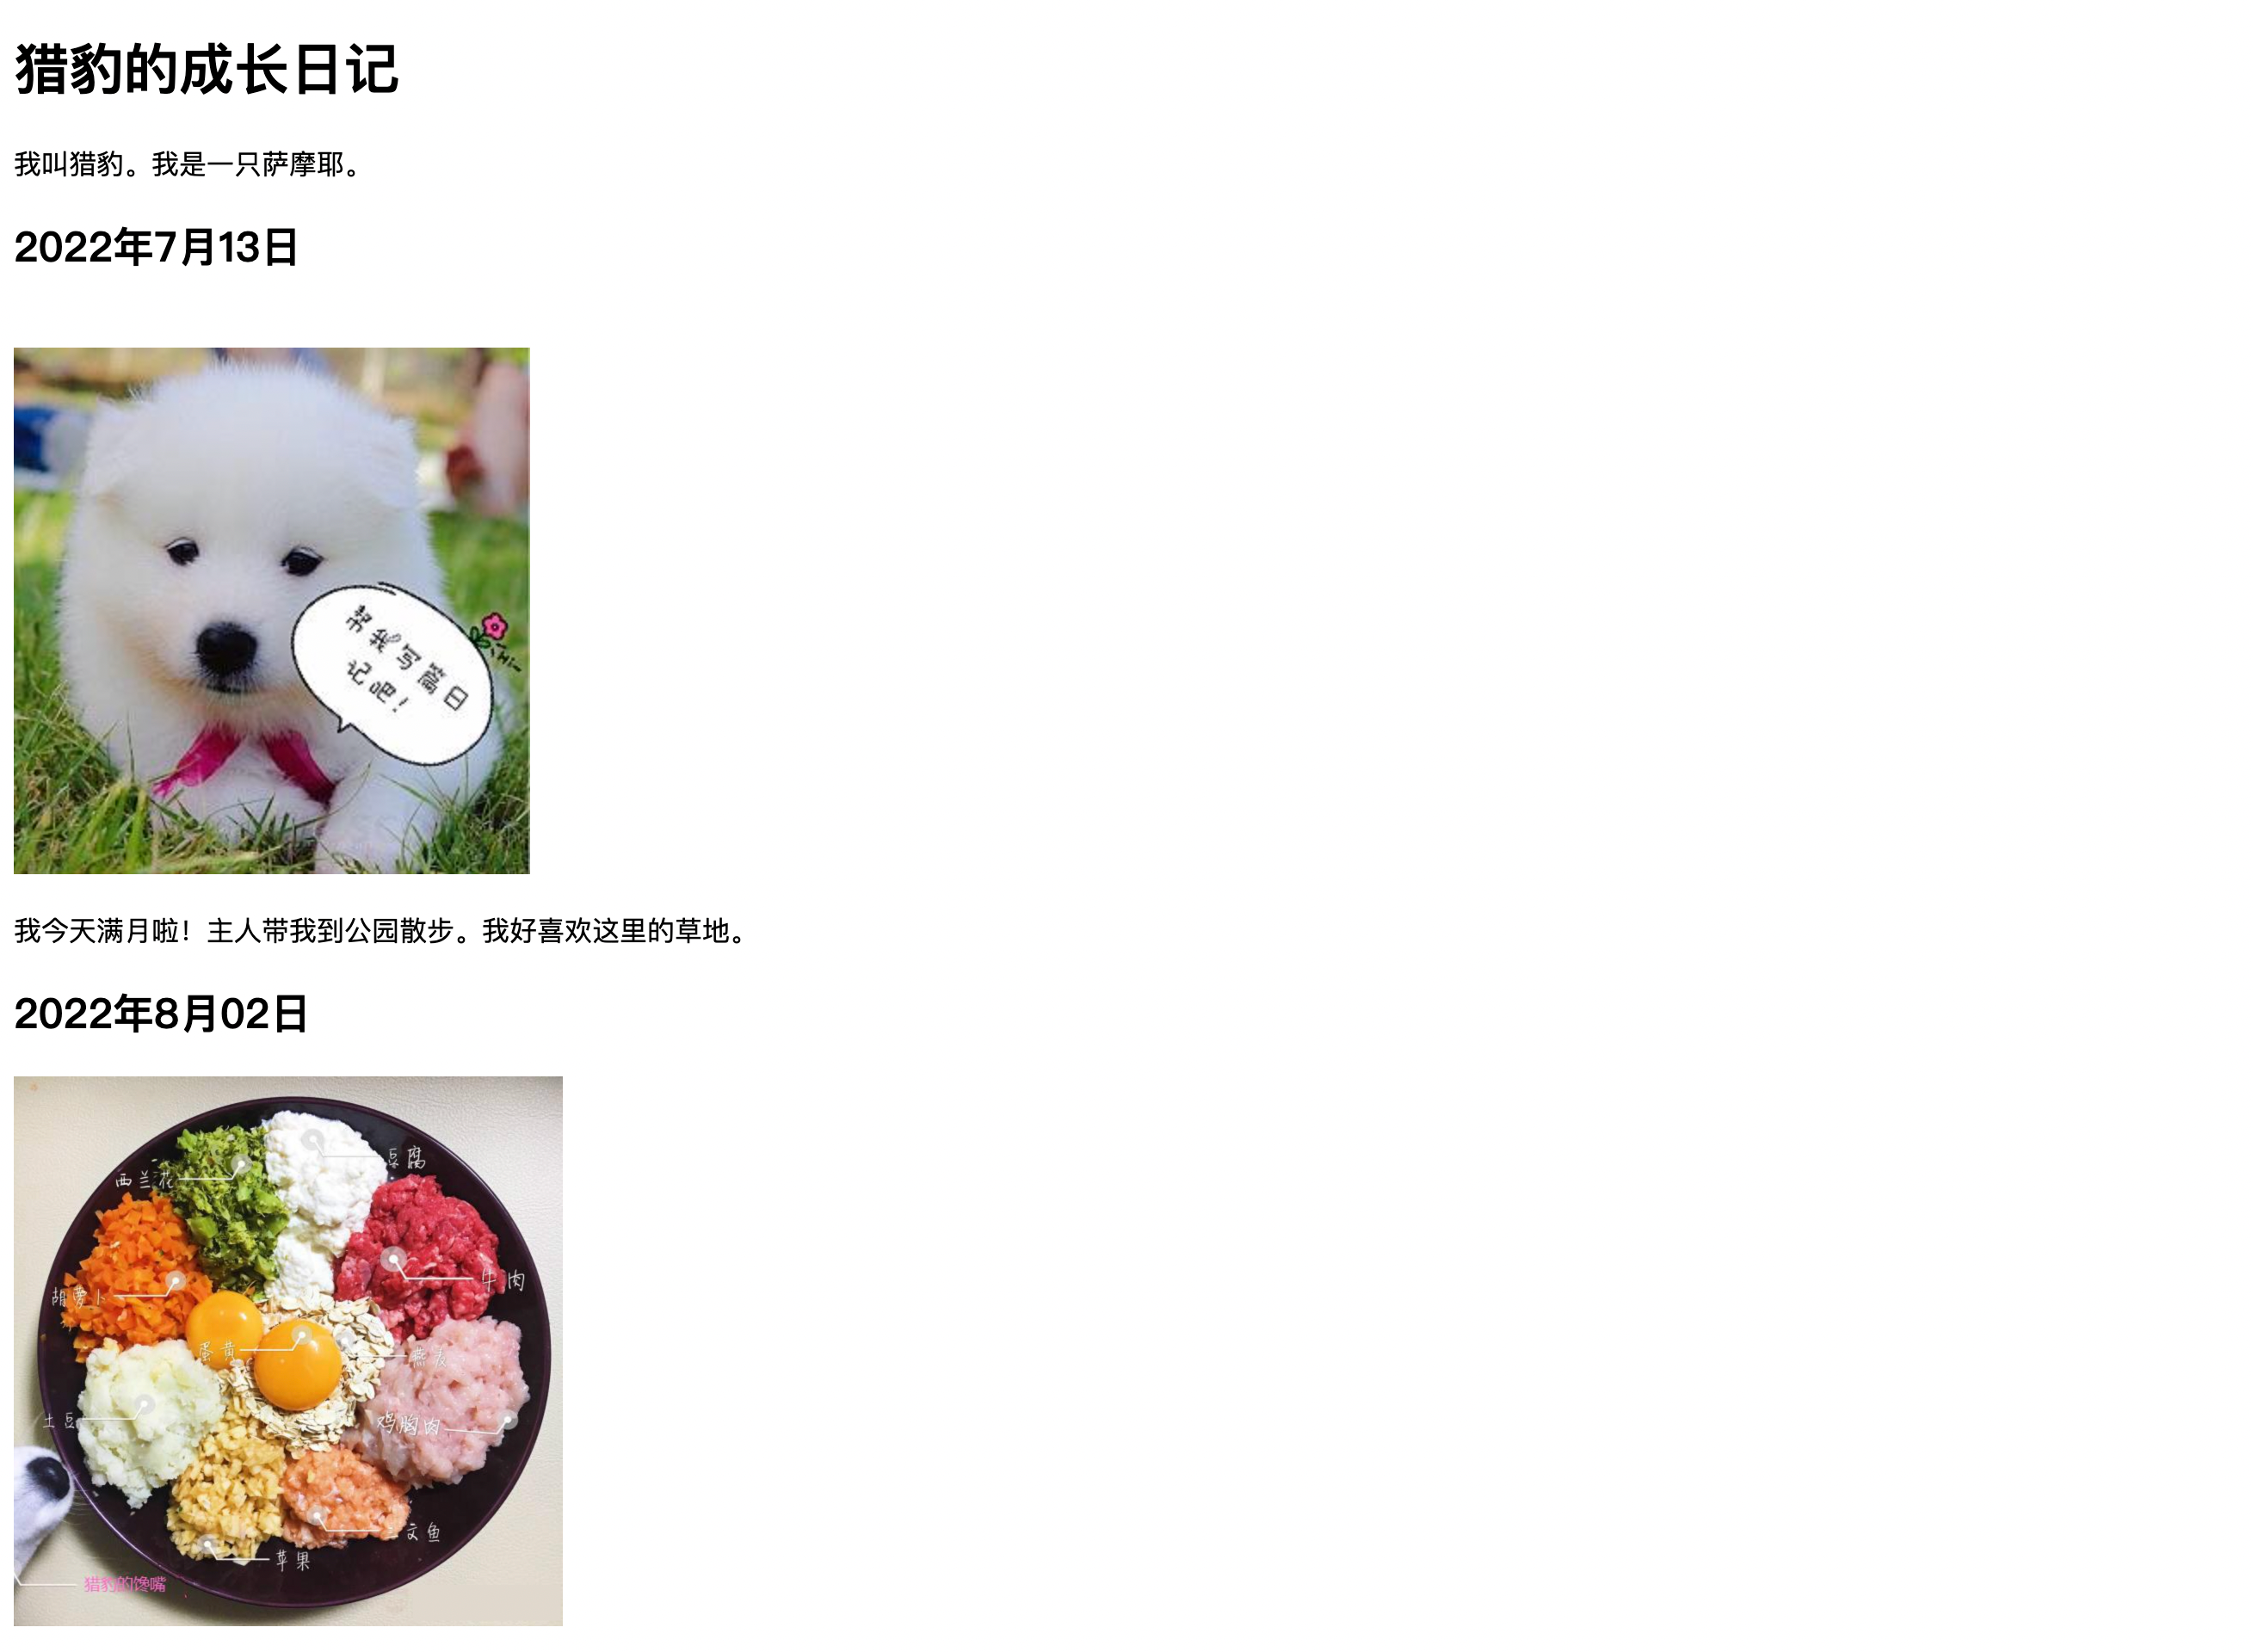 猎豹的成长日记
我叫猎豹。我是一只萨摩耶。
2022年7月13日
帮我写篇日
记吧！
我今天满月啦！主人带我到公园散步。我好喜欢这里的草地。
2022年8月02日
豆腐
西兰花
牛肉
胡萝卜
蛋黄
燕麦
土豆
鸡胸肉
三文鱼
苹果
猎豹的馋嘴